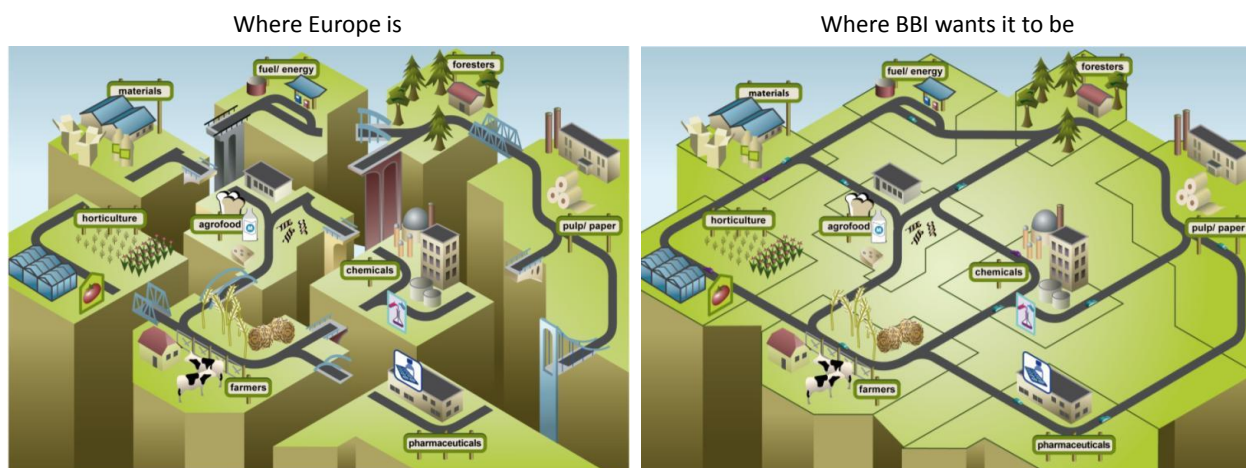 Where Europe is
Where BBI wants it to be
fuel/ energy
foresters
materials
horticulture
agrofood
pulp/ paper
chemicals
farmers
pharmaceuticals
fuel/ energy
foresters
materials
horticulture
agrofood
pulp/ paper
chemicals
farmers
pharmaceuticals